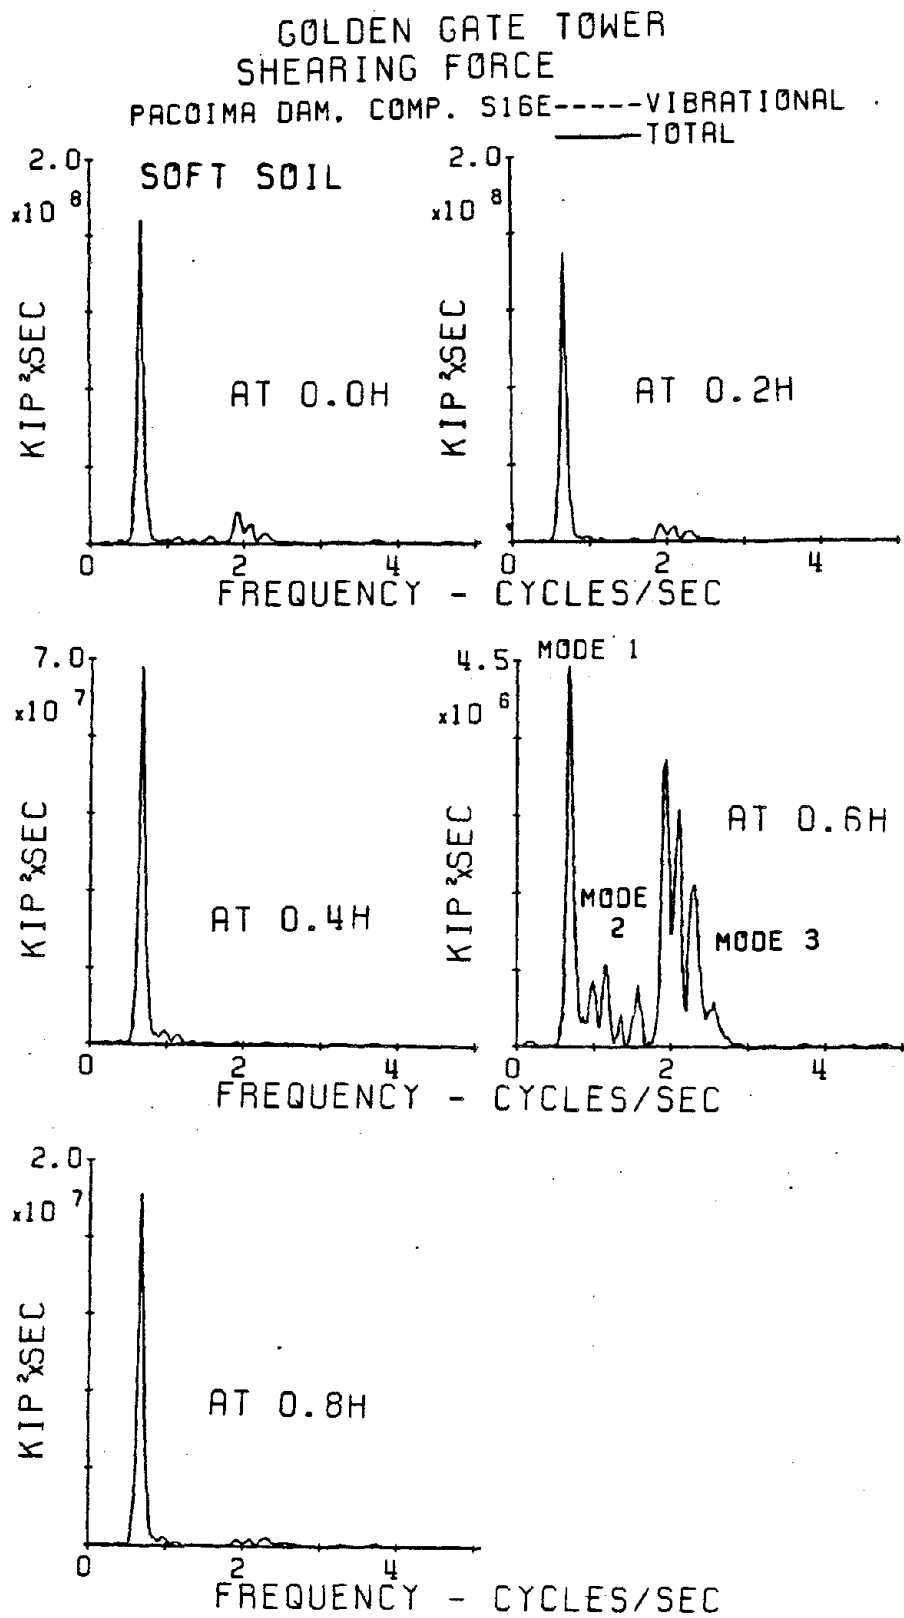 GOLDEN GATE TOWER
SHEARING FORCE
PACOIMA DAM. COMP. S16E-----VIBRATIONAL
TOTAL
2.0
SOFT SOIL
x10 8
KIP²xSEC
AT 0.0H
0 2 4
2.0
x10 8
KIP²xSEC
AT 0.2H
0 2 4
FREQUENCY - CYCLES/SEC
7.0
x10 7
KIP²xSEC
AT 0.4H
0 2 4
4.5
MODE 1
x10 6
KIP²xSEC
AT 0.6H
MODE
2
MODE 3
0 2 4
FREQUENCY - CYCLES/SEC
2.0
x10 7
KIP²xSEC
AT 0.8H
0 2 4
FREQUENCY - CYCLES/SEC